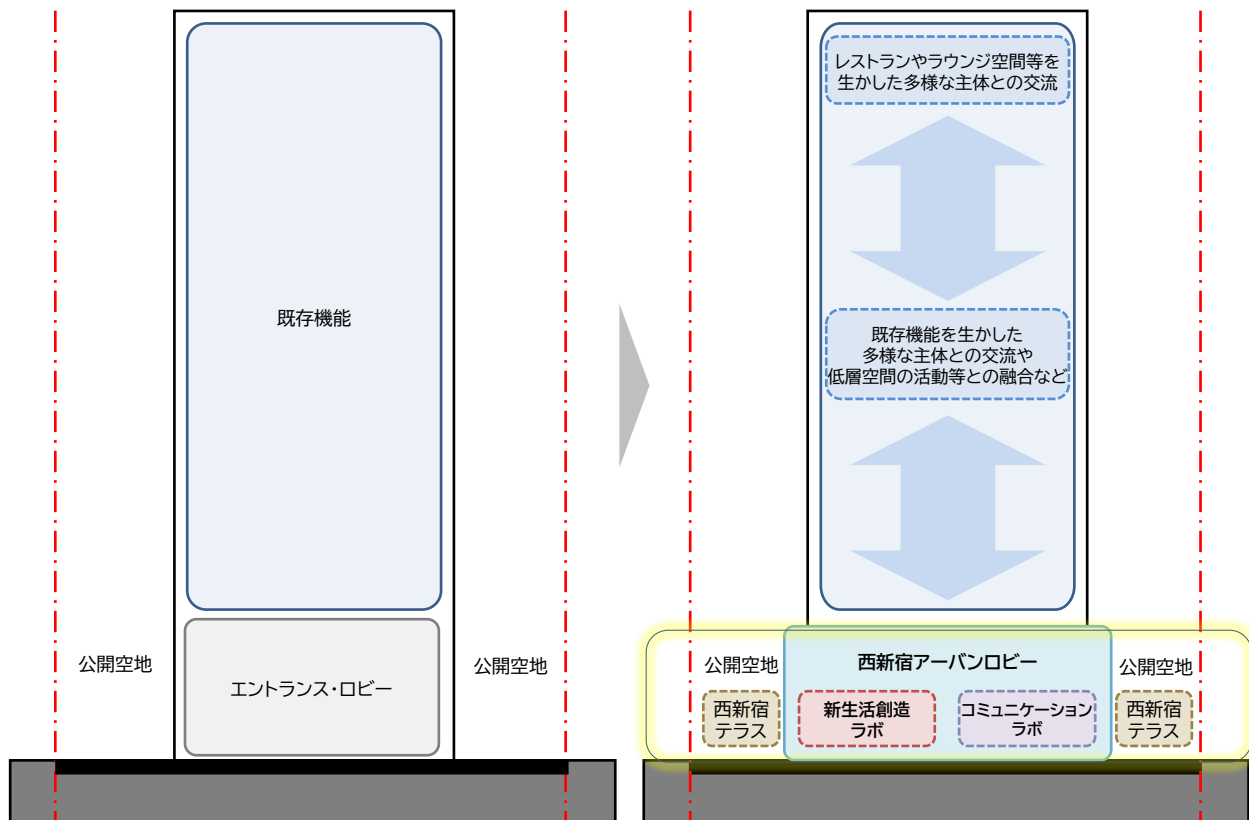 既存機能
公開空地
エントランス・ロビー
公開空地
レストランやラウンジ空間等を
生かした多様な主体との交流
既存機能を生かした
多様な主体との交流や
低層空間の活動等との融合など
公開空地
西新宿アーバンロビー
公開空地
西新宿
テラス
新生活創造
ラボ
コミュニケーション
ラボ
西新宿
テラス